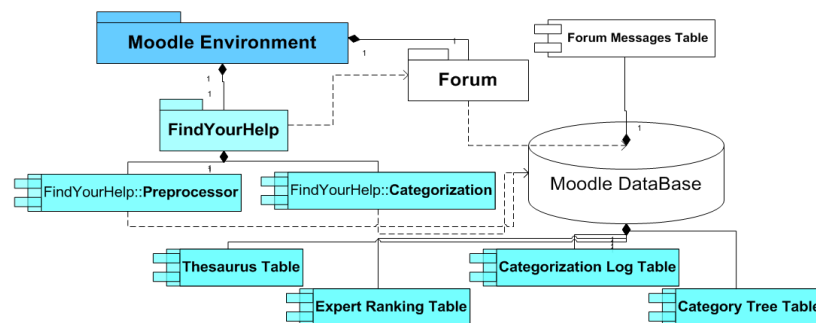 Moodle Environment
1
1
Forum Messages Table
Forum
1
1
FindYourHelp
1
1
FindYourHelp::Preprocessor
FindYourHelp::Categorization
Moodle DataBase
Thesaurus Table
Categorization Log Table
Expert Ranking Table
Category Tree Table